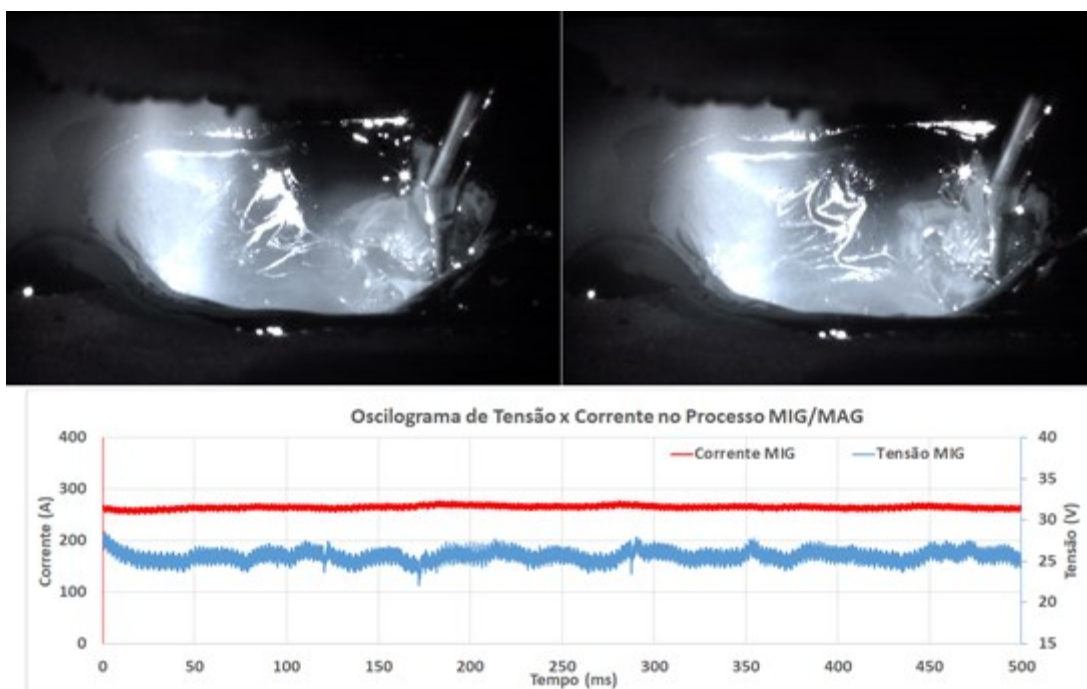 Oscilograma de Tensão x Corrente no Processo MIG/MAG
Corrente MIG
Tensão MIG
Corrente (A)
400
300
200
100
0
Tensão (V)
40
35
30
25
20
15
0 50 100 150 200 250 300 350 400 450 500
Tempo (ms)